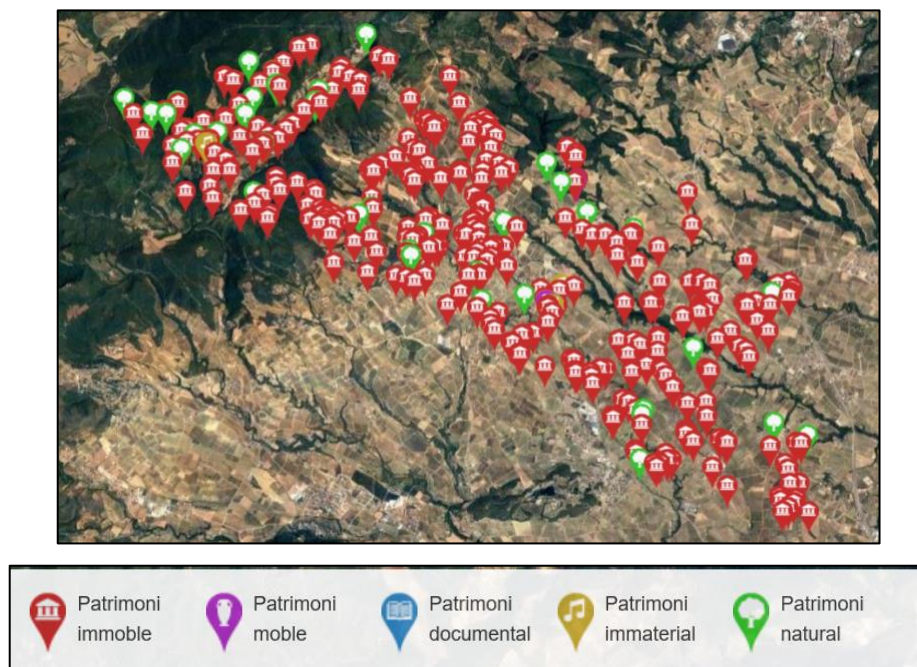 Patrimoni
immoble
Patrimoni
moble
Patrimoni
documental
Patrimoni
immaterial
Patrimoni
natural